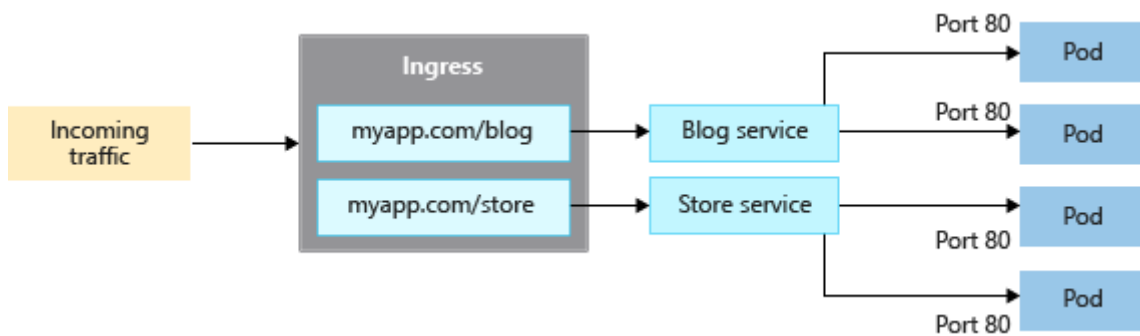 Incoming
traffic
Ingress
myapp.com/blog
myapp.com/store
Blog service
Store service
Port 80
Pod
Port 80
Pod
Port 80
Pod
Port 80
Pod